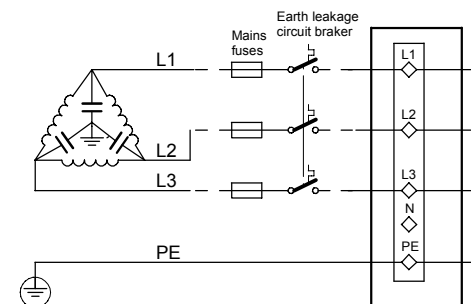 Earth leakage
circuit braker
Mains
fuses
L1
L1
L2
L2
L3
L3
N
PE
PE